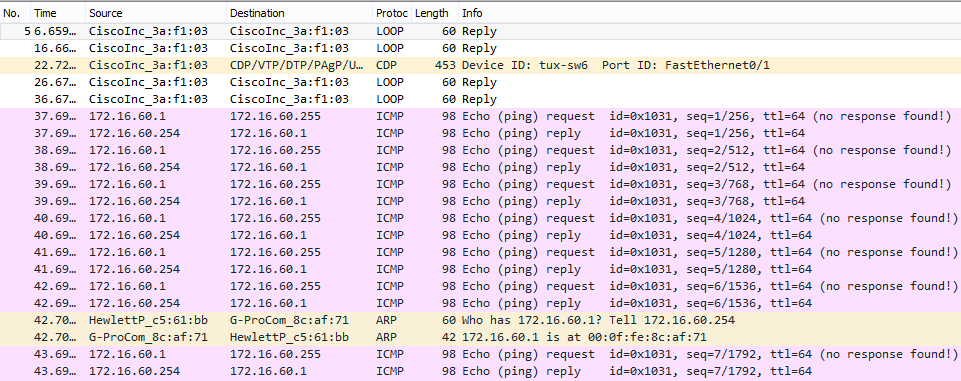 No. Time Source Destination Protoc Length Info
5 6.659… CiscoInc_3a:f1:03 CiscoInc_3a:f1:03 LOOP 60 Reply
16.66… CiscoInc_3a:f1:03 CiscoInc_3a:f1:03 LOOP 60 Reply
22.72… CiscoInc_3a:f1:03 CDP/VTP/DTP/PAgP/U… CDP 453 Device ID: tux-sw6 Port ID: FastEthernet0/1
26.67… CiscoInc_3a:f1:03 CiscoInc_3a:f1:03 LOOP 60 Reply
36.67… CiscoInc_3a:f1:03 CiscoInc_3a:f1:03 LOOP 60 Reply
37.69… 172.16.60.1 172.16.60.255 ICMP 98 Echo (ping) request id=0x1031, seq=1/256, ttl=64 (no response found!)
37.69… 172.16.60.254 172.16.60.1 ICMP 98 Echo (ping) reply id=0x1031, seq=1/256, ttl=64
38.69… 172.16.60.1 172.16.60.255 ICMP 98 Echo (ping) request id=0x1031, seq=2/512, ttl=64 (no response found!)
38.69… 172.16.60.254 172.16.60.1 ICMP 98 Echo (ping) reply id=0x1031, seq=2/512, ttl=64
39.69… 172.16.60.1 172.16.60.255 ICMP 98 Echo (ping) request id=0x1031, seq=3/768, ttl=64 (no response found!)
39.69… 172.16.60.254 172.16.60.1 ICMP 98 Echo (ping) reply id=0x1031, seq=3/768, ttl=64
40.69… 172.16.60.1 172.16.60.255 ICMP 98 Echo (ping) request id=0x1031, seq=4/1024, ttl=64 (no response found!)
40.69… 172.16.60.254 172.16.60.1 ICMP 98 Echo (ping) reply id=0x1031, seq=4/1024, ttl=64
41.69… 172.16.60.1 172.16.60.255 ICMP 98 Echo (ping) request id=0x1031, seq=5/1280, ttl=64 (no response found!)
41.69… 172.16.60.254 172.16.60.1 ICMP 98 Echo (ping) reply id=0x1031, seq=5/1280, ttl=64
42.69… 172.16.60.1 172.16.60.255 ICMP 98 Echo (ping) request id=0x1031, seq=6/1536, ttl=64 (no response found!)
42.69… 172.16.60.254 172.16.60.1 ICMP 98 Echo (ping) reply id=0x1031, seq=6/1536, ttl=64
42.70… HewlettP_c5:61:bb G-ProCom_8c:af:71 ARP 60 Who has 172.16.60.1? Tell 172.16.60.254
42.70… G-ProCom_8c:af:71 HewlettP_c5:61:bb ARP 42 172.16.60.1 is at 00:0f:fe:8c:af:71
43.69… 172.16.60.1 172.16.60.255 ICMP 98 Echo (ping) request id=0x1031, seq=7/1792, ttl=64 (no response found!)
43.69… 172.16.60.254 172.16.60.1 ICMP 98 Echo (ping) reply id=0x1031, seq=7/1792, ttl=64